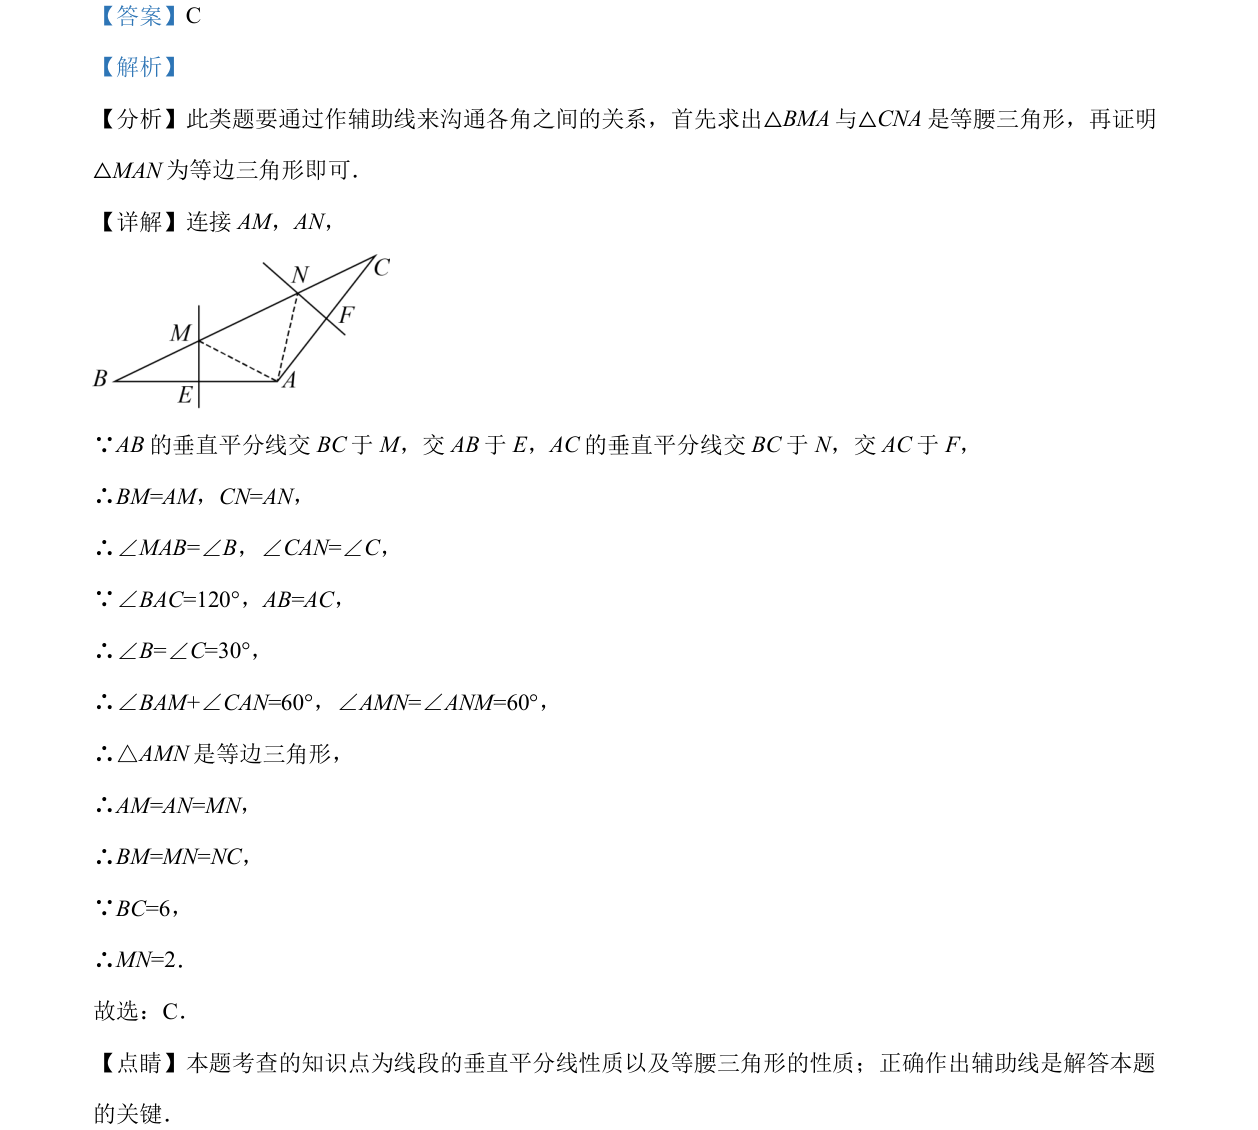 【答案】C
【解析】
【分析】此类题要通过作辅助线来沟通各角之间的关系，首先求出△BMA与△CNA是等腰三角形，再证明
△MAN为等边三角形即可．
【详解】连接AM，AN，
N
C
F
M
B
E
A
∵AB的垂直平分线交BC于M，交AB于E，AC的垂直平分线交BC于N，交AC于F，
∴BM=AM，CN=AN，
∴∠MAB=∠B，∠CAN=∠C，
∵∠BAC=120°，AB=AC，
∴∠B=∠C=30°，
∴∠BAM+∠CAN=60°，∠AMN=∠ANM=60°，
∴△AMN是等边三角形，
∴AM=AN=MN，
∴BM=MN=NC，
∵BC=6，
∴MN=2．
故选：C．
【点睛】本题考查的知识点为线段的垂直平分线性质以及等腰三角形的性质；正确作出辅助线是解答本题
的关键．